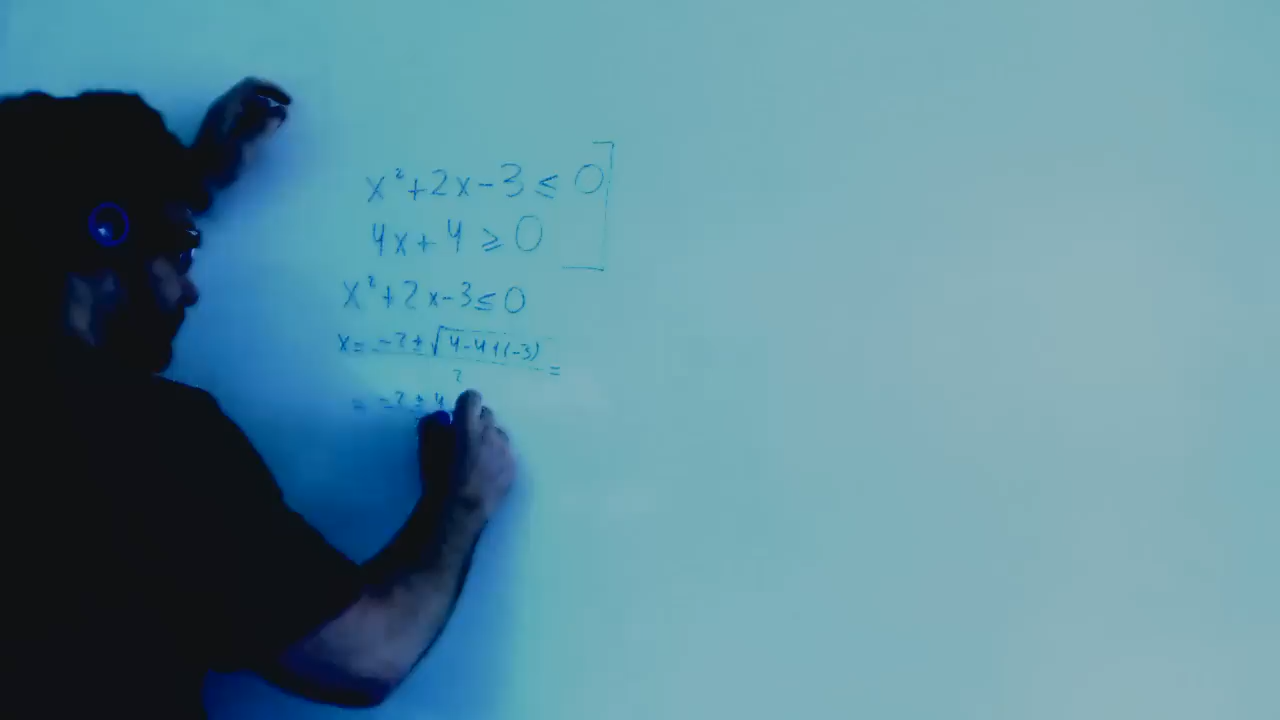 x²+2x-3≤0
4x+4≥0
x²+2x-3≤0
x= -2±√4-4·1·(-3) =
2
= -2±4